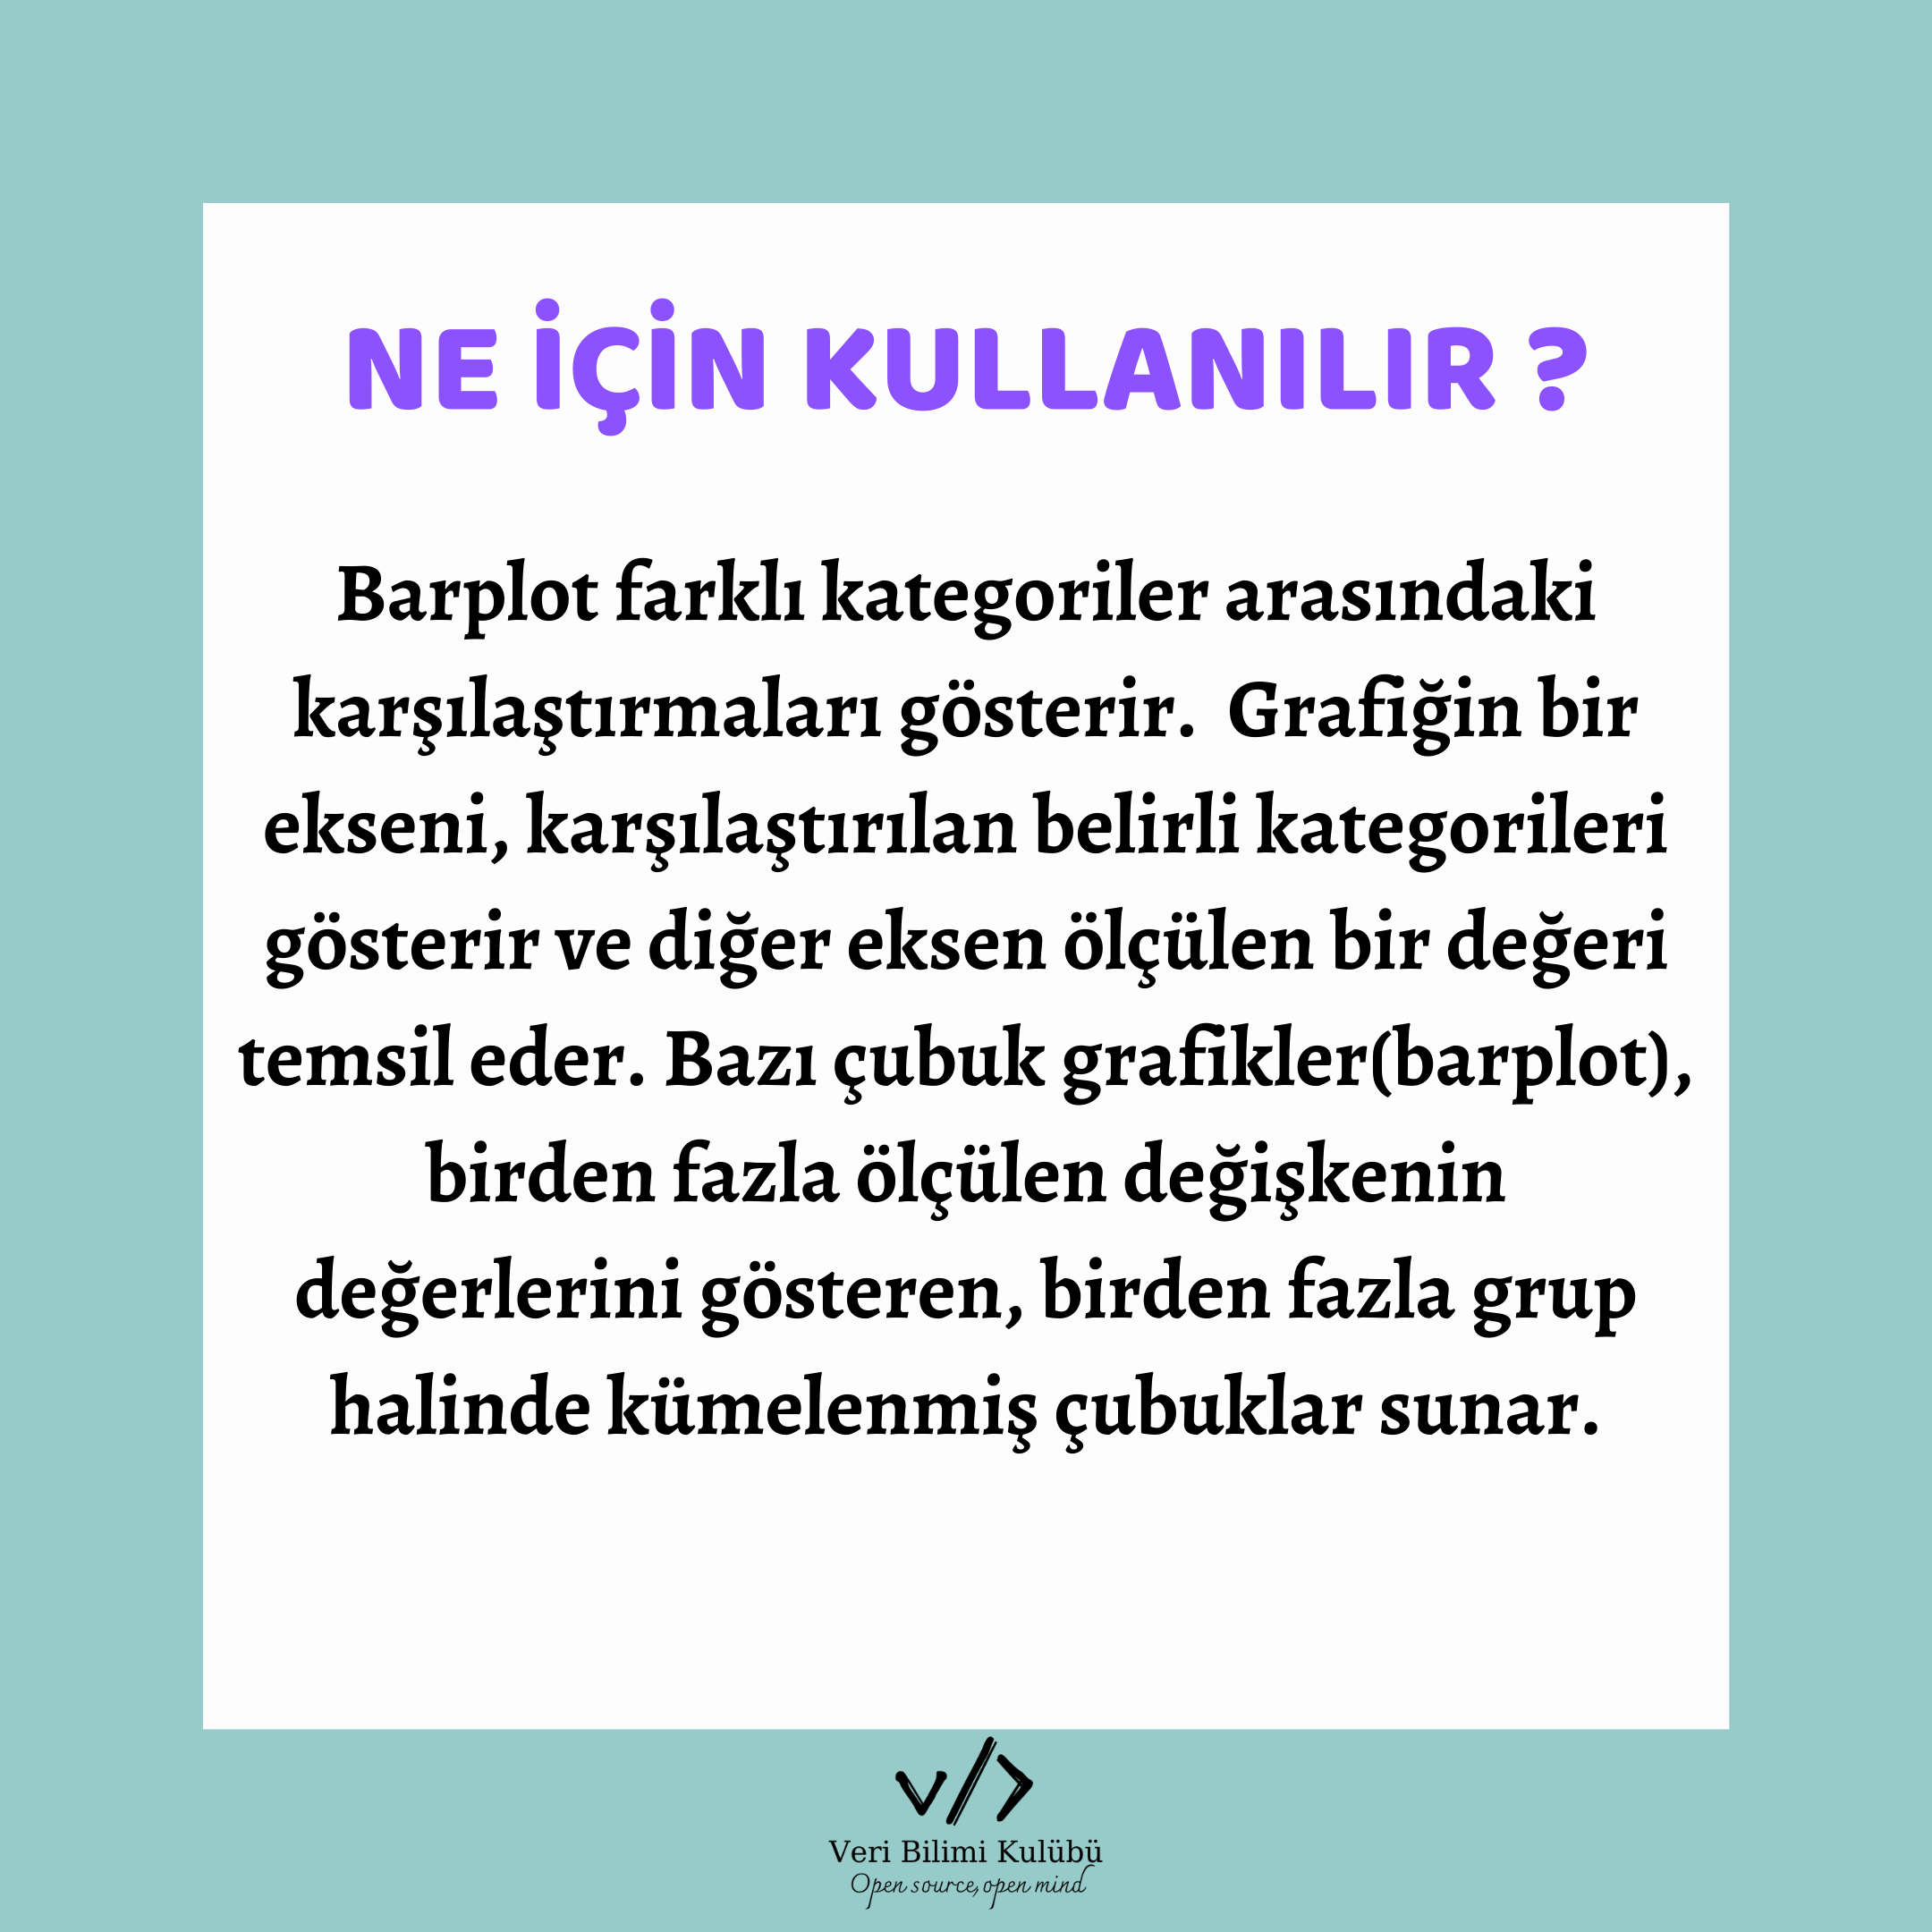 NE İÇİN KULLANILIR ?
Barplot farklı kategoriler arasındaki
karşılaştırmaları gösterir.  Grafiğin bir
ekseni, karşılaştırılan belirli kategorileri
gösterir ve diğer eksen ölçülen bir değeri
temsil eder. Bazı çubuk grafikler(barplot),
birden fazla ölçülen değişkenin
değerlerini gösteren, birden fazla grup
halinde kümelenmiş çubuklar sunar.
v/>
Veri Bilimi Kulübü
Open source, open mind